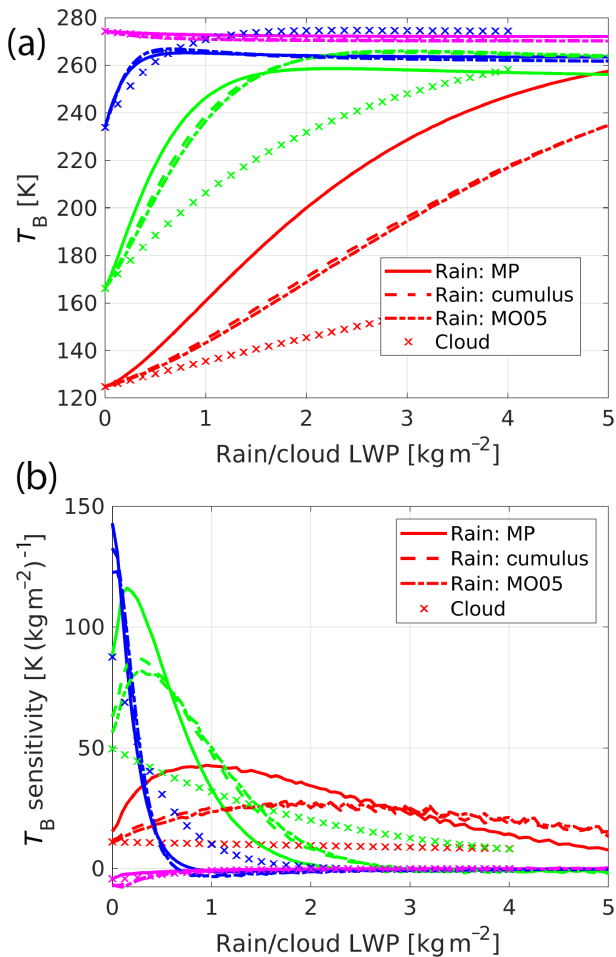 (a)
280
260
240
220
200
180
160
140
120
T_B [K]
Rain: MP
Rain: cumulus
Rain: MO05
Cloud
0 1 2 3 4 5
Rain/cloud LWP [kg m⁻²]
(b)
150
100
50
0
T_B sensitivity [K (kg m⁻²)⁻¹]
Rain: MP
Rain: cumulus
Rain: MO05
Cloud
0 1 2 3 4 5
Rain/cloud LWP [kg m⁻²]